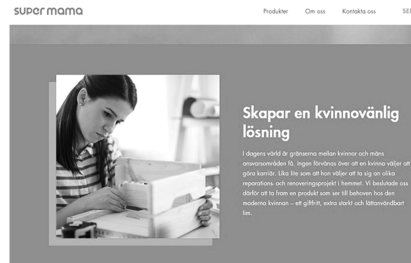 super mama
Produkter Om oss Kontakta oss SE
Skapar en kvinnovänlig
lösning
I dagens värld är gränserna mellan kvinnor och mäns
ansvarsområden få. Ingen förvånas över att en kvinna väljer att
göra karriär. Lika lite som att hon väljer att ta sig an olika
reparations- och renoveringsprojekt i hemmet. Vi beslutade oss
därför att ta fram en produkt som ser till behoven hos den
moderna kvinnan – ett giftfritt, extra starkt och lättanvändbart
lim.